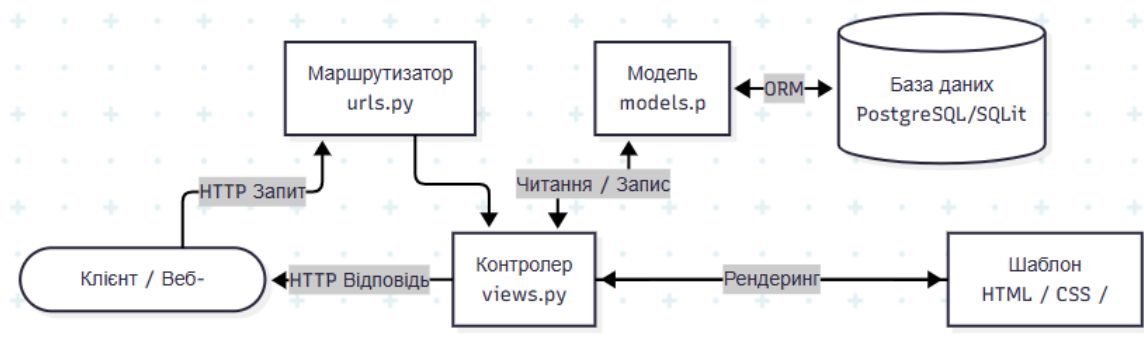 Маршрутизатор
urls.py
Модель
models.p
ORM
База даних
PostgreSQL/SQLit
HTTP Запит
Читання / Запис
Клієнт / Веб-
HTTP Відповідь
Контролер
views.py
Рендеринг
Шаблон
HTML / CSS /